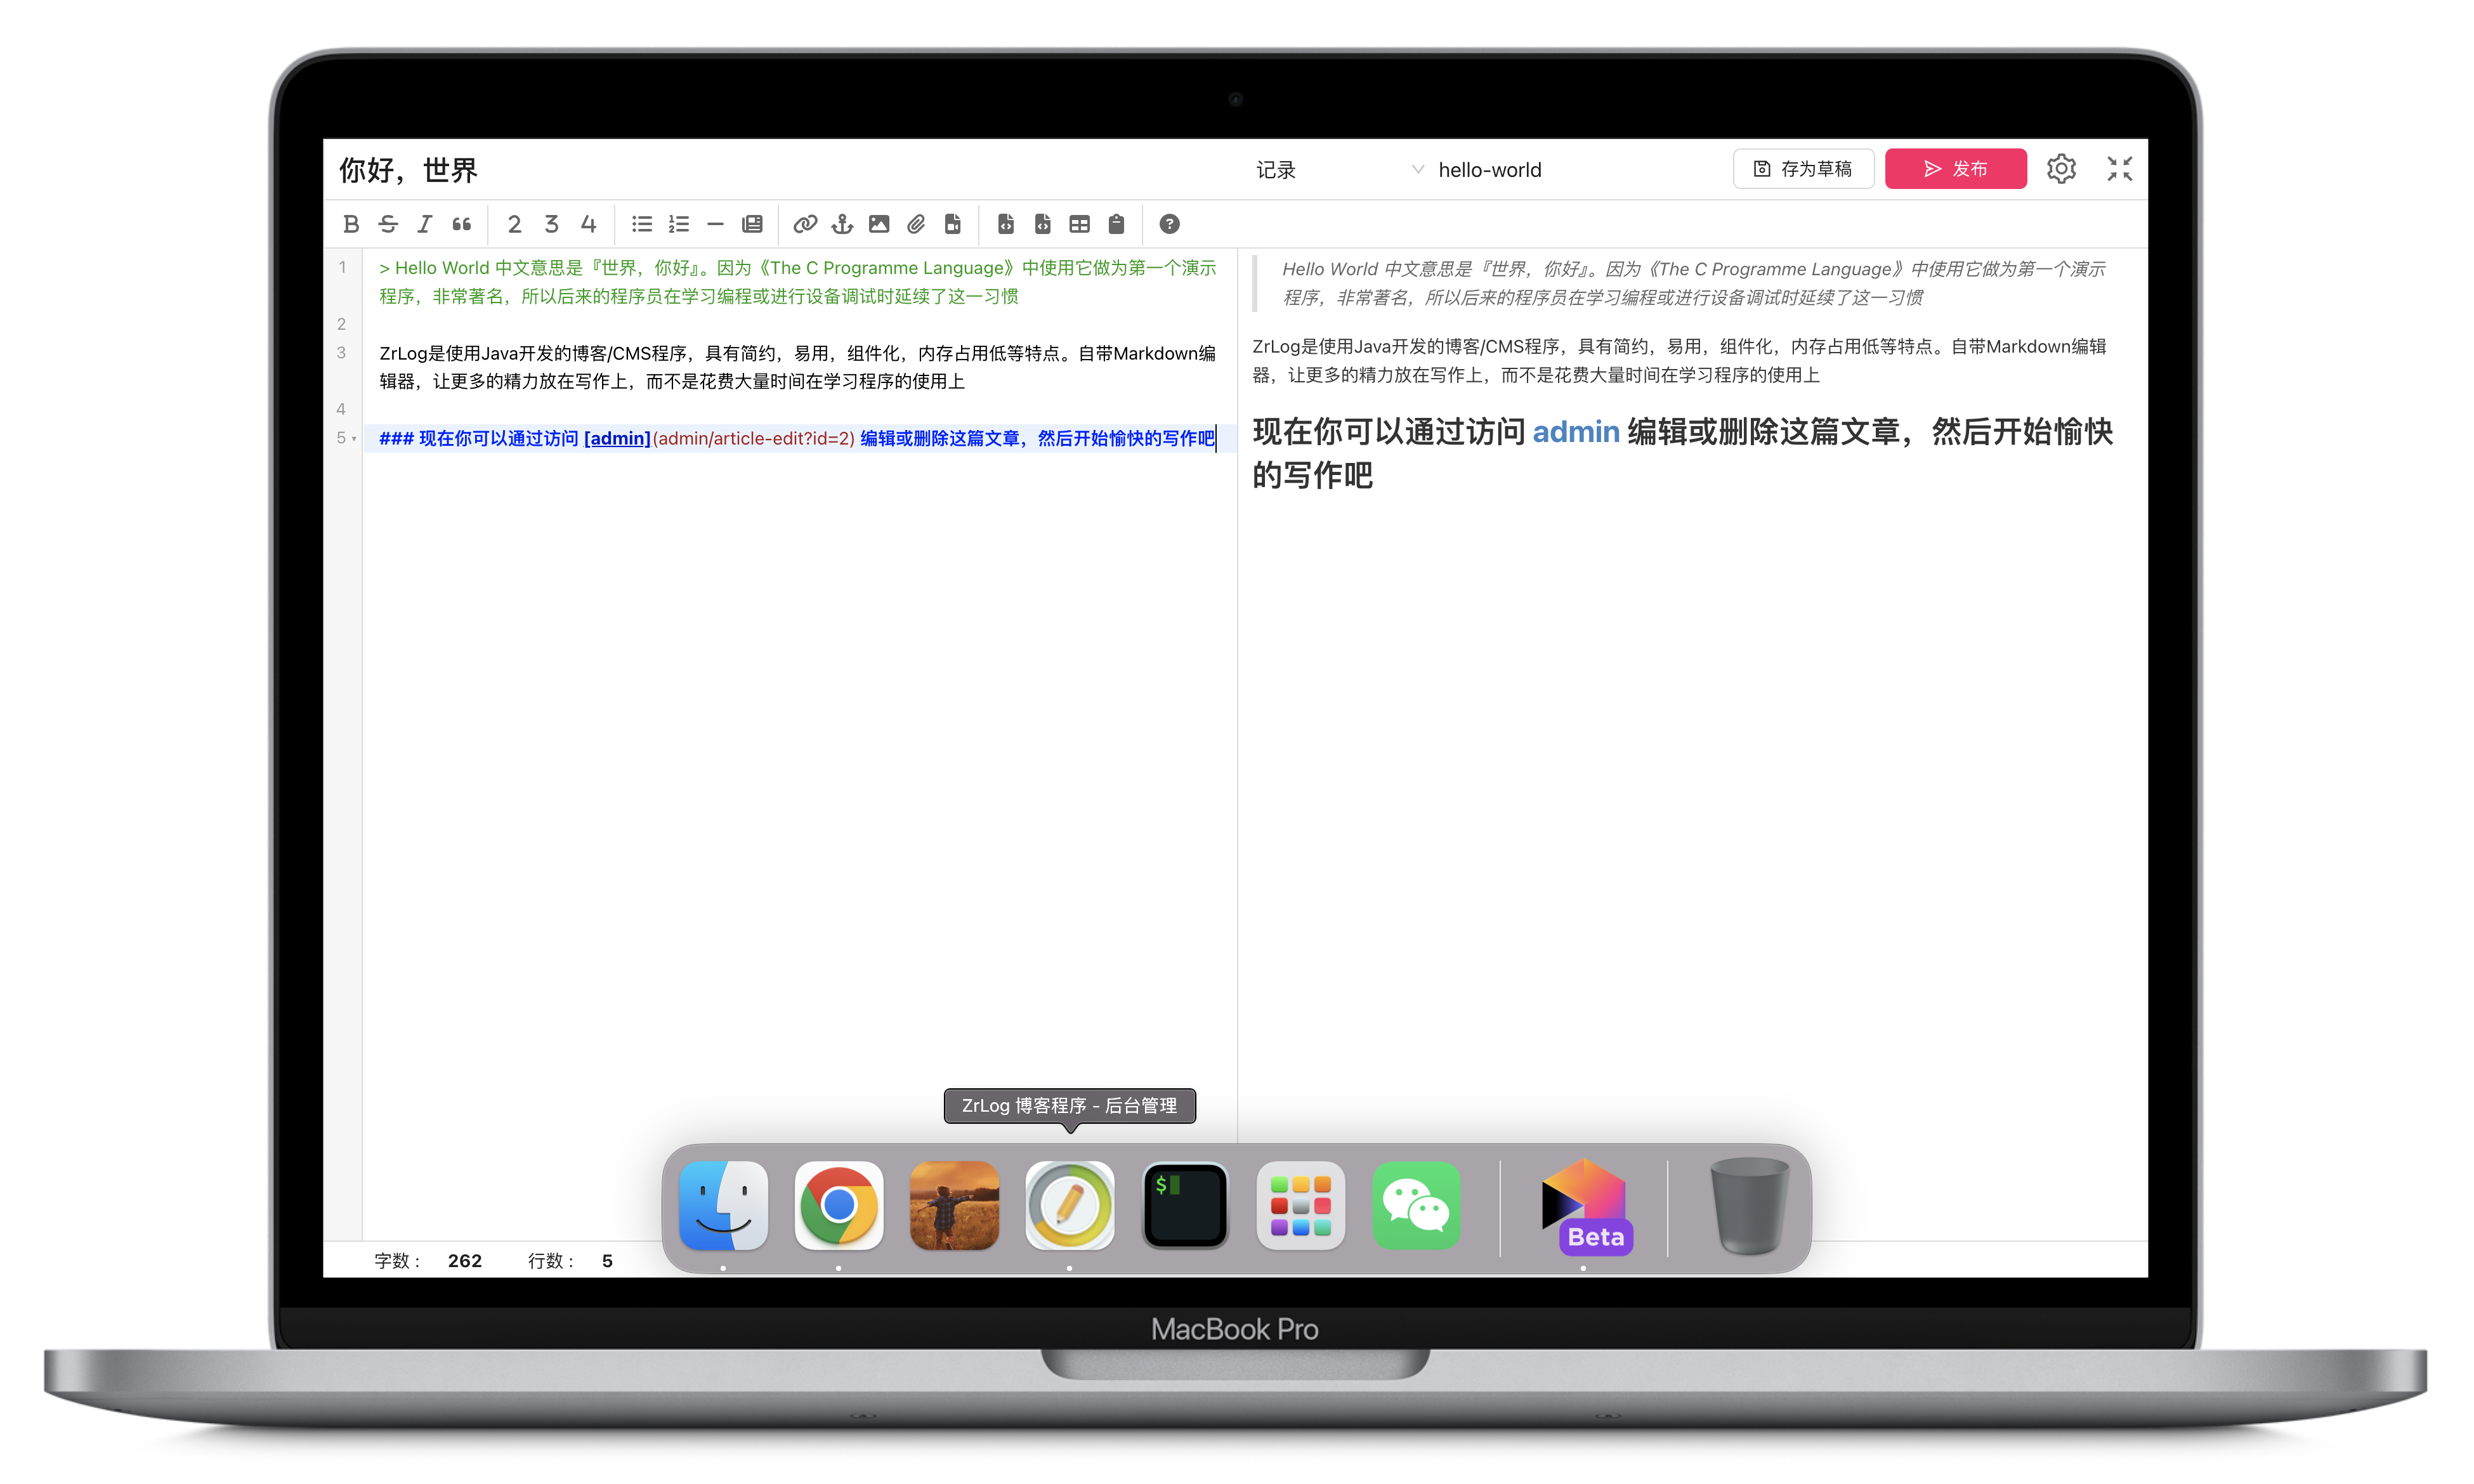 你好，世界
记录
hello-world
存为草稿
发布
B S I 2 3 4
1 > Hello World 中文意思是『世界，你好』。因为《The C Programme Language》中使用它做为第一个演示
程序，非常著名，所以后来的程序员在学习编程或进行设备调试时延续了这一习惯
2
3 ZrLog是使用Java开发的博客/CMS程序，具有简约，易用，组件化，内存占用低等特点。自带Markdown编
辑器，让更多的精力放在写作上，而不是花费大量时间在学习程序的使用上
4
5 ### 现在你可以通过访问 [admin](admin/article-edit?id=2) 编辑或删除这篇文章，然后开始愉快的写作吧
Hello World 中文意思是『世界，你好』。因为《The C Programme Language》中使用它做为第一个演示
程序，非常著名，所以后来的程序员在学习编程或进行设备调试时延续了这一习惯
ZrLog是使用Java开发的博客/CMS程序，具有简约，易用，组件化，内存占用低等特点。自带Markdown编辑
器，让更多的精力放在写作上，而不是花费大量时间在学习程序的使用上
现在你可以通过访问 admin 编辑或删除这篇文章，然后开始愉快
的写作吧
ZrLog 博客程序 - 后台管理
$
Beta
字数： 262 行数： 5
MacBook Pro